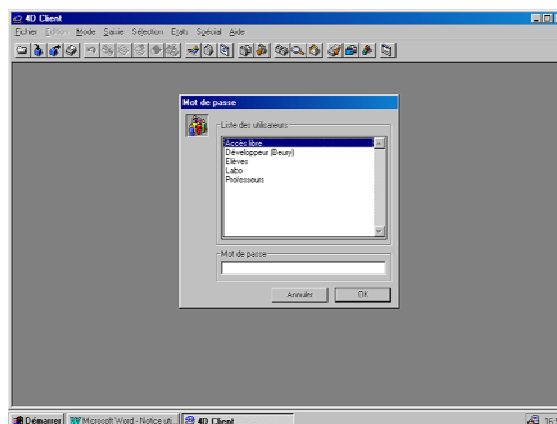 4D Client
Fichier Edition Mode Saisie Sélection Etats Spécial Aide
Mot de passe
Liste des utilisateurs
Accès libre
Développeur (Beury)
Elèves
Labo
Professeurs
Mot de passe
Annuler OK
Démarrer Microsoft Word - Notice uti... 4D Client